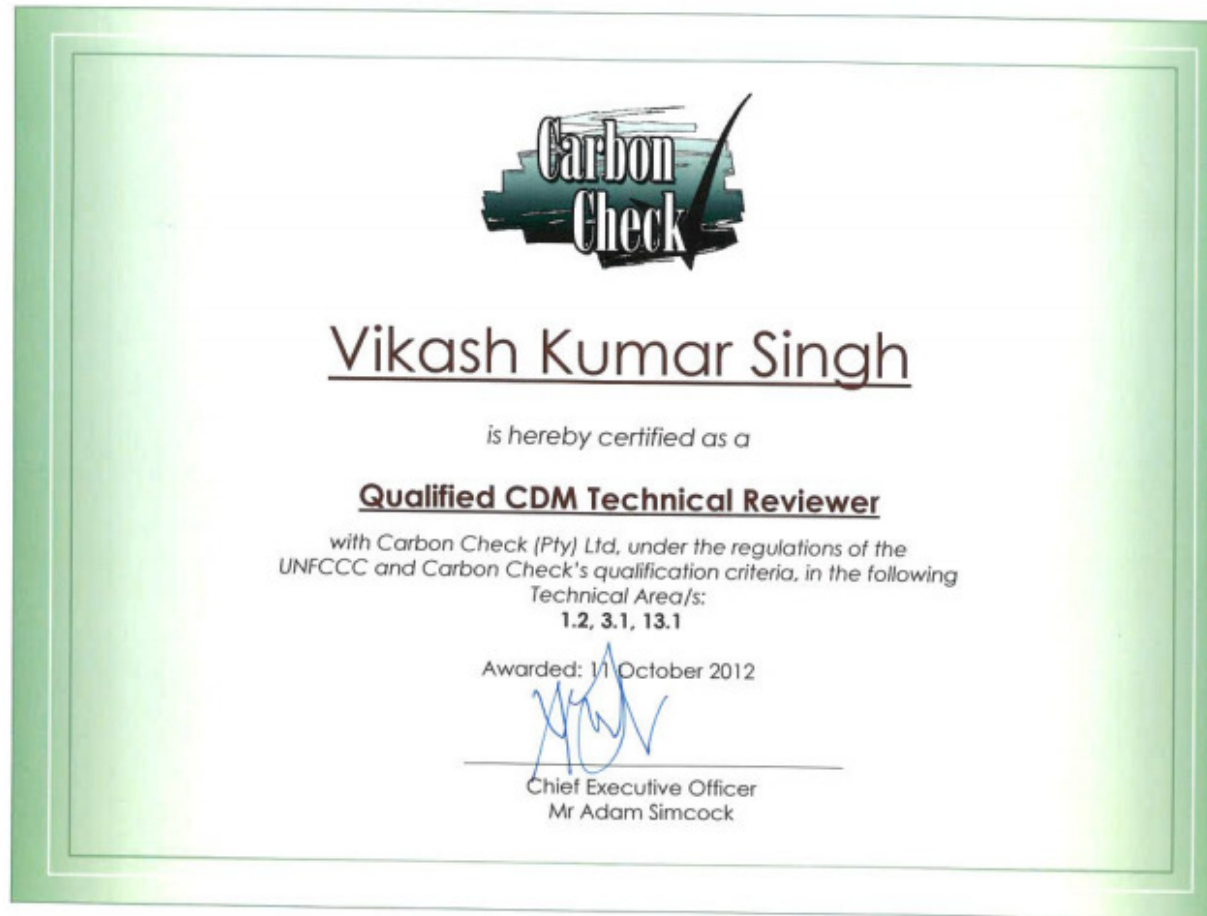 Carbon
Check
Vikash Kumar Singh
is hereby certified as a
Qualified CDM Technical Reviewer
with Carbon Check (Pty) Ltd, under the regulations of the
UNFCCC and Carbon Check's qualification criteria, in the following
Technical Area/s:
1.2, 3.1, 13.1
Awarded: 11 October 2012
Chief Executive Officer
Mr Adam Simcock